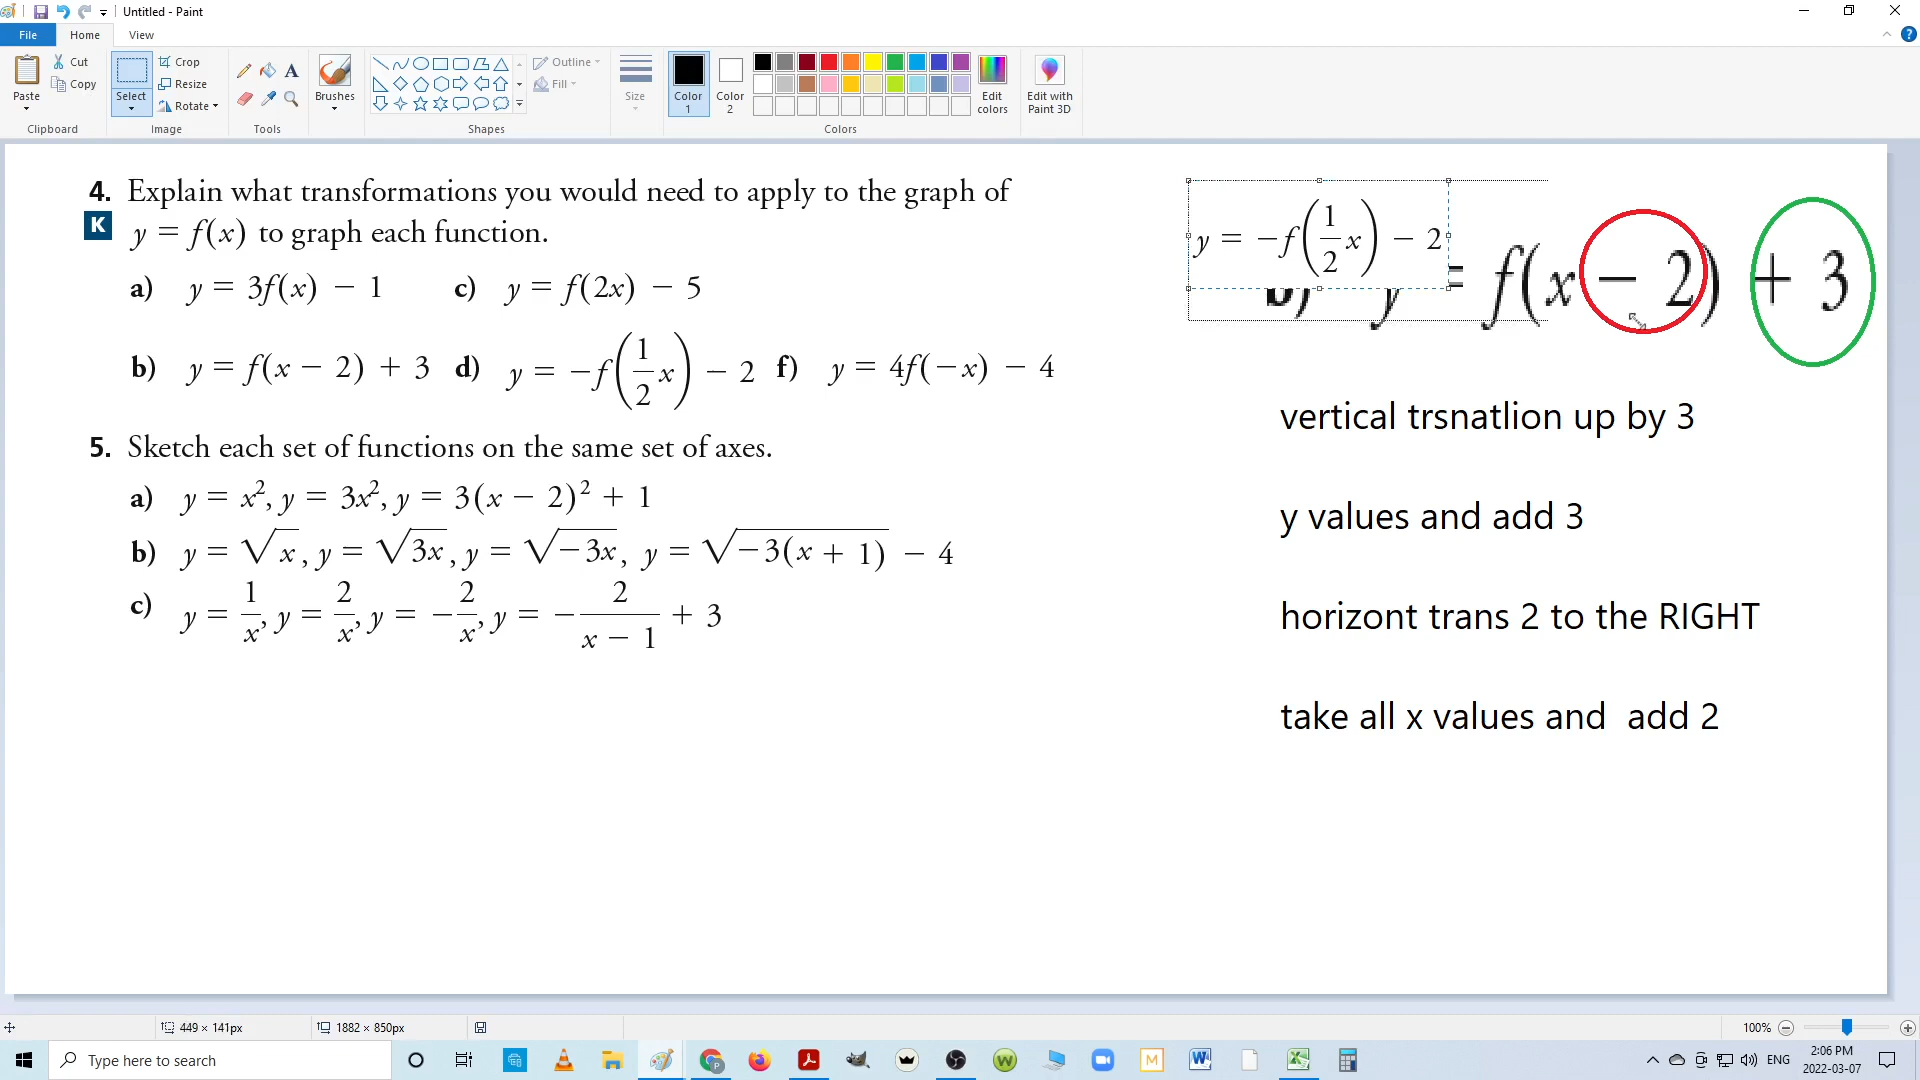 Untitled - Paint
File Home View
Paste
Cut
Copy
Clipboard
Select
Crop
Resize
Rotate
Image
Tools
Brushes
Shapes
Outline
Fill
Size
Color 1
Color 2
Colors
Edit colors
Edit with Paint 3D
4. Explain what transformations you would need to apply to the graph of
K y = f(x) to graph each function.
a) y = 3f(x) − 1 c) y = f(2x) − 5
b) y = f(x − 2) + 3 d) y = −f(1/2 x) − 2 f) y = 4f(−x) − 4
5. Sketch each set of functions on the same set of axes.
a) y = x², y = 3x², y = 3(x − 2)² + 1
b) y = √x, y = √3x, y = √−3x, y = √−3(x + 1) − 4
c) y = 1/x, y = 2/x, y = −2/x, y = −2/(x − 1) + 3
y = −f(1/2 x) − 2
b) y = f(x − 2) + 3
vertical trsnatlion up by 3
y values and add 3
horizont trans 2 to the RIGHT
take all x values and  add 2
449 × 141px
1882 × 850px
100%
Type here to search
ENG
2:06 PM
2022-03-07